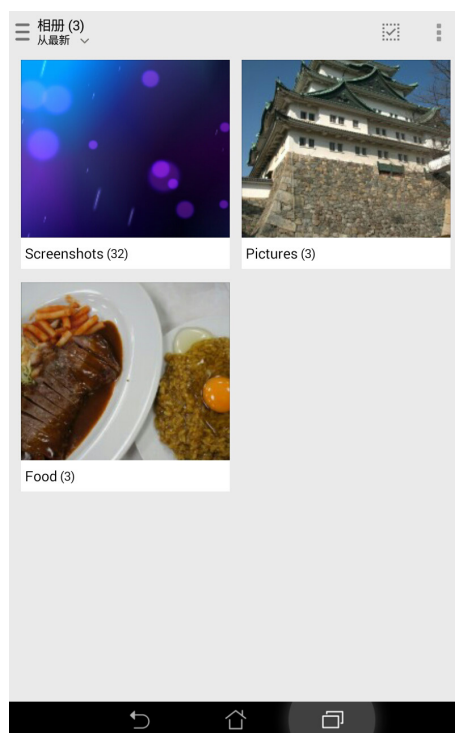 相册 (3)
从最新
Screenshots (32)
Pictures (3)
Food (3)